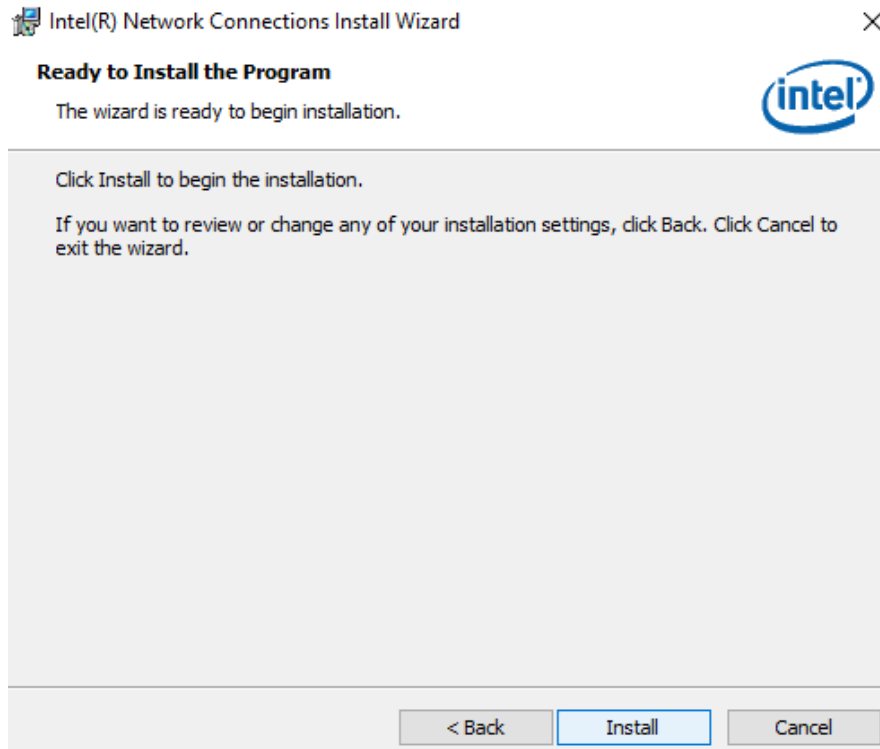 Intel(R) Network Connections Install Wizard
Ready to Install the Program
The wizard is ready to begin installation.
intel
Click Install to begin the installation.
If you want to review or change any of your installation settings, click Back. Click Cancel to
exit the wizard.
< Back
Install
Cancel